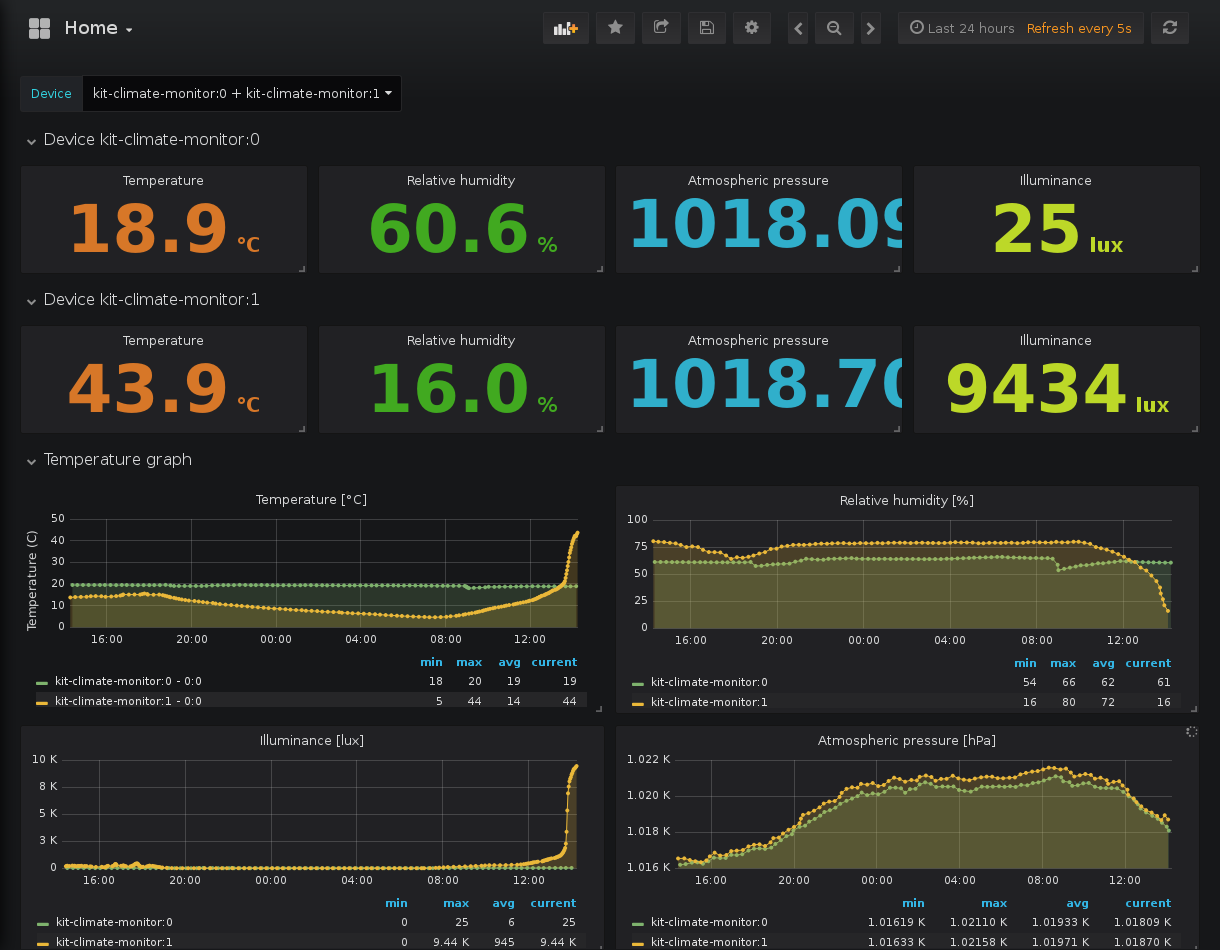 Home
Last 24 hours Refresh every 5s
Device kit-climate-monitor:0 + kit-climate-monitor:1
Device kit-climate-monitor:0
Temperature Relative humidity Atmospheric pressure Illuminance
18.9 °C 60.6 % 1018.09 25 lux
Device kit-climate-monitor:1
Temperature Relative humidity Atmospheric pressure Illuminance
43.9 °C 16.0 % 1018.70 9434 lux
Temperature graph
Temperature [°C]
Temperature (C)
50
40
30
20
10
0
16:00 20:00 00:00 04:00 08:00 12:00
min max avg current
kit-climate-monitor:0 - 0:0 18 20 19 19
kit-climate-monitor:1 - 0:0 5 44 14 44
Relative humidity [%]
100
75
50
25
0
16:00 20:00 00:00 04:00 08:00 12:00
min max avg current
kit-climate-monitor:0 54 66 62 61
kit-climate-monitor:1 16 80 72 16
Illuminance [lux]
10 K
8 K
5 K
3 K
0
16:00 20:00 00:00 04:00 08:00 12:00
min max avg current
kit-climate-monitor:0 0 25 6 25
kit-climate-monitor:1 0 9.44 K 945 9.44 K
Atmospheric pressure [hPa]
1.022 K
1.020 K
1.018 K
1.016 K
16:00 20:00 00:00 04:00 08:00 12:00
min max avg current
kit-climate-monitor:0 1.01619 K 1.02110 K 1.01933 K 1.01809 K
kit-climate-monitor:1 1.01633 K 1.02158 K 1.01971 K 1.01870 K